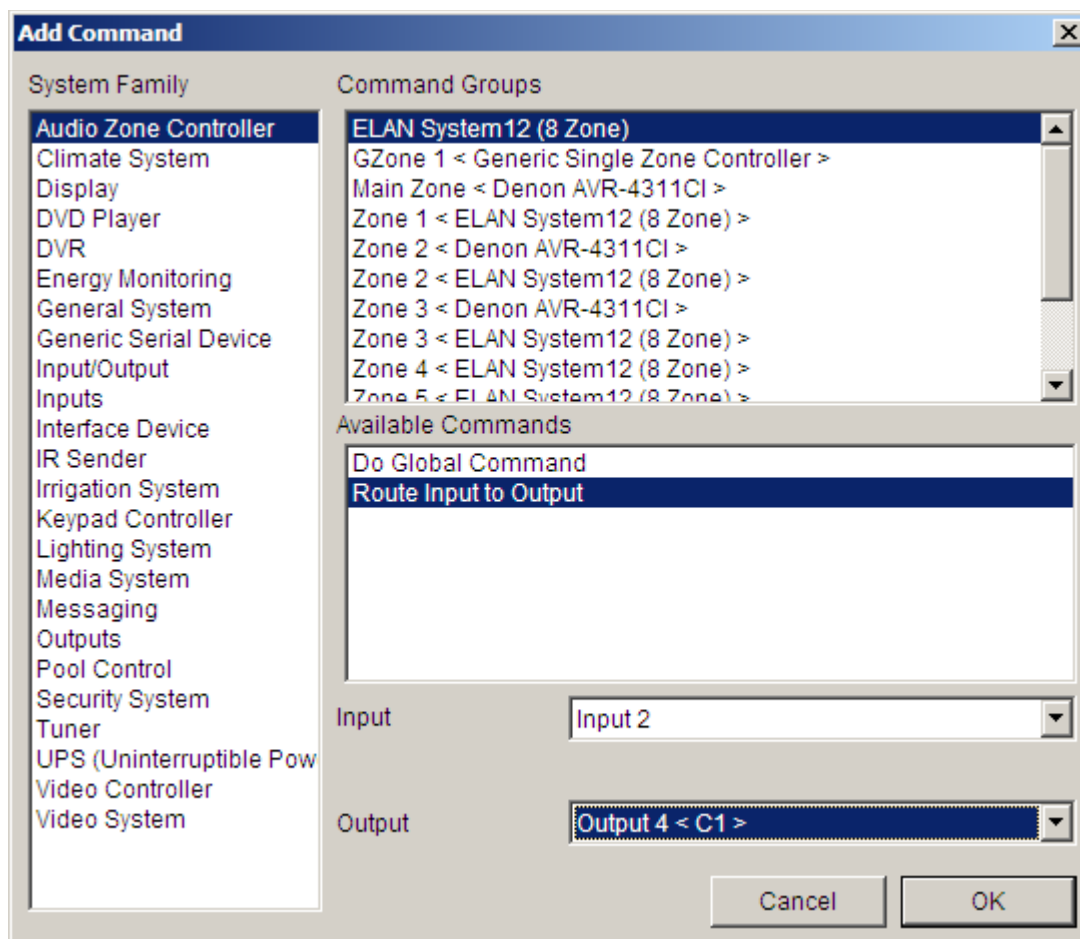 Add Command
System Family
Audio Zone Controller
Climate System
Display
DVD Player
DVR
Energy Monitoring
General System
Generic Serial Device
Input/Output
Inputs
Interface Device
IR Sender
Irrigation System
Keypad Controller
Lighting System
Media System
Messaging
Outputs
Pool Control
Security System
Tuner
UPS (Uninterruptible Pow
Video Controller
Video System
Command Groups
ELAN System12 (8 Zone)
GZone 1 < Generic Single Zone Controller >
Main Zone < Denon AVR-4311CI >
Zone 1 < ELAN System12 (8 Zone) >
Zone 2 < Denon AVR-4311CI >
Zone 2 < ELAN System12 (8 Zone) >
Zone 3 < Denon AVR-4311CI >
Zone 3 < ELAN System12 (8 Zone) >
Zone 4 < ELAN System12 (8 Zone) >
Zone 5 < ELAN System12 (8 Zone) >
Available Commands
Do Global Command
Route Input to Output
Input
Input 2
Output
Output 4 < C1 >
Cancel
OK